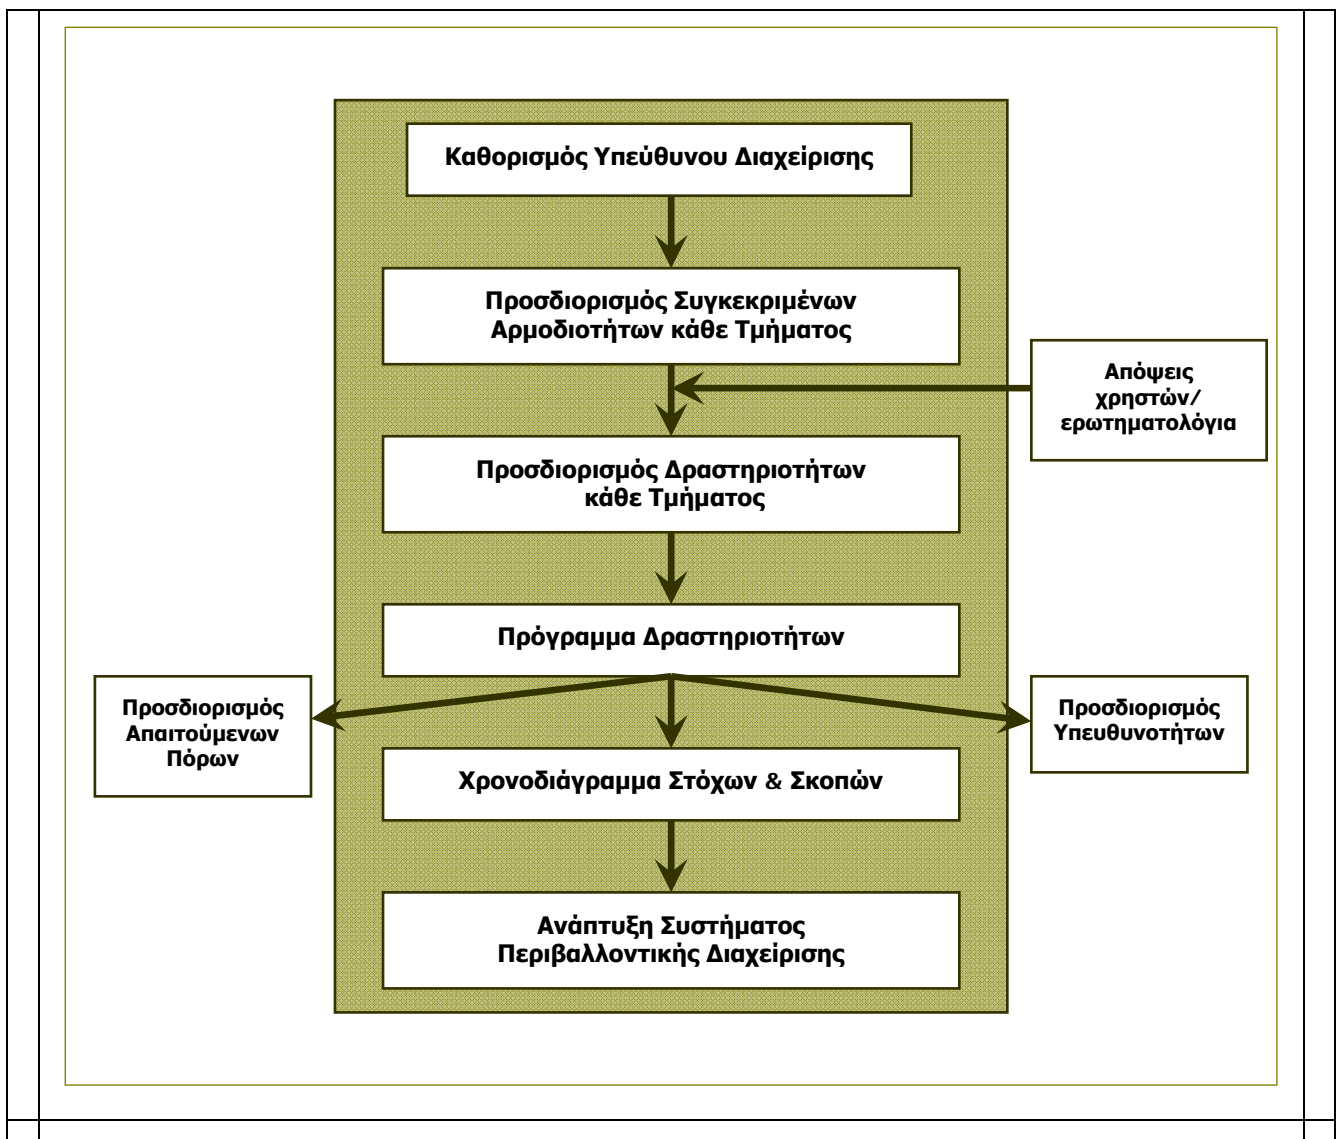 Καθορισμός Υπεύθυνου Διαχείρισης
Προσδιορισμός Συγκεκριμένων
Αρμοδιοτήτων κάθε Τμήματος
Απόψεις
χρηστών/
ερωτηματολόγια
Προσδιορισμός Δραστηριοτήτων
κάθε Τμήματος
Πρόγραμμα Δραστηριοτήτων
Προσδιορισμός
Απαιτούμενων
Πόρων
Προσδιορισμός
Υπευθυνοτήτων
Χρονοδιάγραμμα Στόχων & Σκοπών
Ανάπτυξη Συστήματος
Περιβαλλοντικής Διαχείρισης